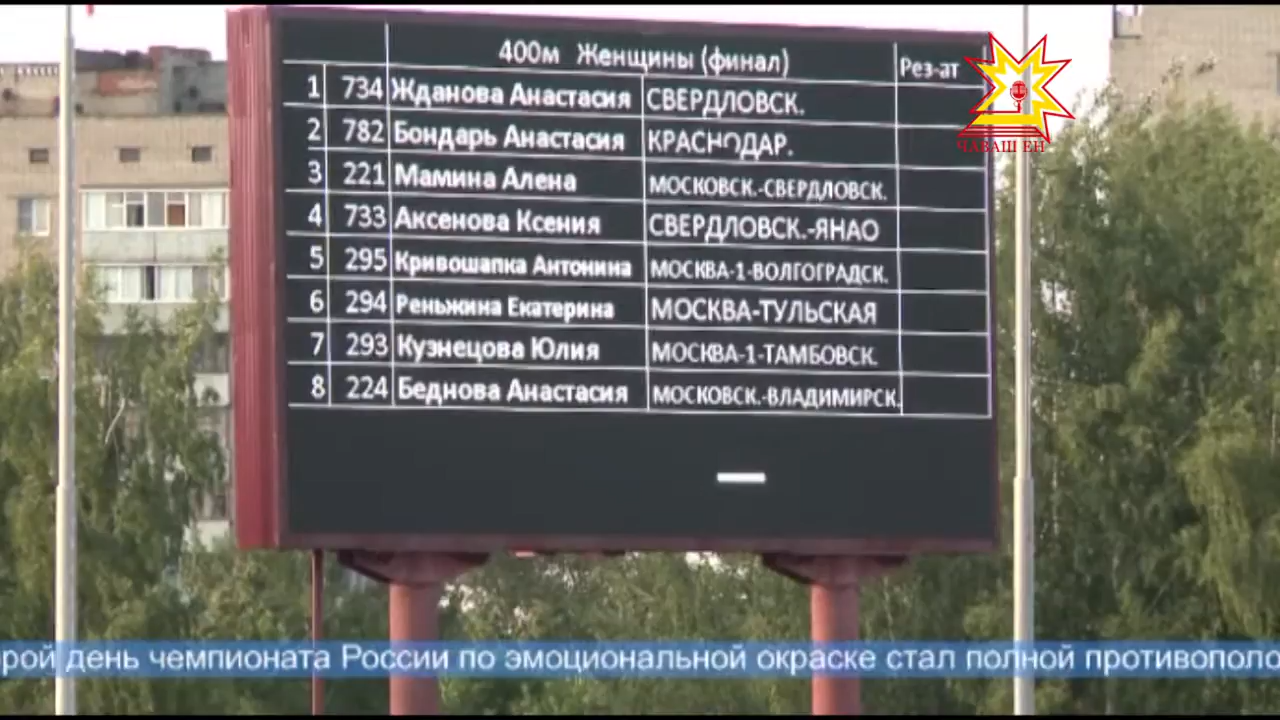 400м Женщины (финал) Рез-ат
1 734 Жданова Анастасия СВЕРДЛОВСК.
2 782 Бондарь Анастасия КРАСНОДАР.
3 221 Мамина Алена МОСКОВСК.-СВЕРДЛОВСК.
4 733 Аксенова Ксения СВЕРДЛОВСК.-ЯНАО
5 295 Кривошапка Антонина МОСКВА-1-ВОЛГОГРАДСК.
6 294 Реньжина Екатерина МОСКВА-ТУЛЬСКАЯ
7 293 Кузнецова Юлия МОСКВА-1-ТАМБОВСК.
8 224 Беднова Анастасия МОСКОВСК.-ВЛАДИМИРСК.
ЧАВАШ ЕН
орой день чемпионата России по эмоциональной окраске стал полной противополо